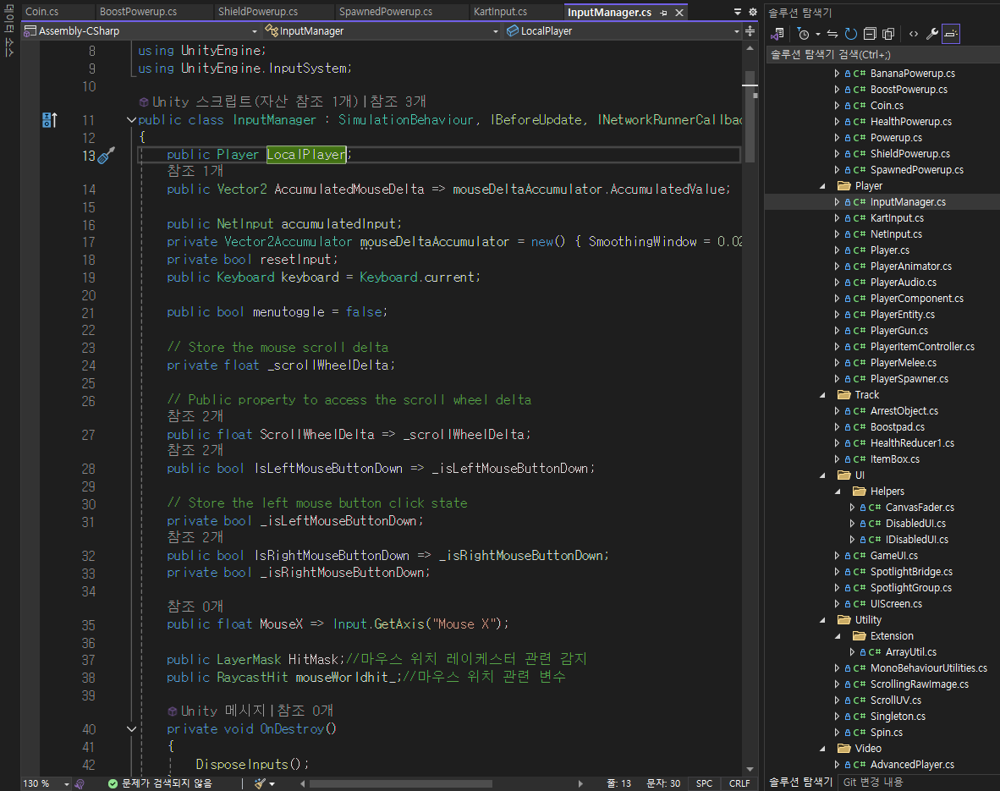 데이터 소스
Coin.cs BoostPowerup.cs ShieldPowerup.cs SpawnedPowerup.cs KartInput.cs InputManager.cs
Assembly-CSharp InputManager LocalPlayer
8 using UnityEngine;
9 using UnityEngine.InputSystem;
10
Unity 스크립트(자산 참조 1개)|참조 3개
11 public class InputManager : SimulationBehaviour, IBeforeUpdate, INetworkRunnerCallbac
12 {
13 public Player LocalPlayer;
참조 1개
14 public Vector2 AccumulatedMouseDelta => mouseDeltaAccumulator.AccumulatedValue;
15
16 public NetInput accumulatedInput;
17 private Vector2Accumulator mouseDeltaAccumulator = new() { SmoothingWindow = 0.02
18 private bool resetInput;
19 public Keyboard keyboard = Keyboard.current;
20
21 public bool menutoggle = false;
22
23 // Store the mouse scroll delta
24 private float _scrollWheelDelta;
25
26 // Public property to access the scroll wheel delta
참조 2개
27 public float ScrollWheelDelta => _scrollWheelDelta;
참조 2개
28 public bool IsLeftMouseButtonDown => _isLeftMouseButtonDown;
29
30 // Store the left mouse button click state
31 private bool _isLeftMouseButtonDown;
참조 2개
32 public bool IsRightMouseButtonDown => _isRightMouseButtonDown;
33 private bool _isRightMouseButtonDown;
34
참조 0개
35 public float MouseX => Input.GetAxis("Mouse X");
36
37 public LayerMask HitMask;//마우스 위치 레이케스터 관련 감지
38 public RaycastHit mouseWorldhit_;//마우스 위치 관련 변수
39
Unity 메시지|참조 0개
40 private void OnDestroy()
41 {
42 DisposeInputs();
130 % 문제가 검색되지 않음 줄: 13 문자: 30 SPC CRLF
솔루션 탐색기
솔루션 탐색기 검색(Ctrl+;)
C# BananaPowerup.cs
C# BoostPowerup.cs
C# Coin.cs
C# HealthPowerup.cs
C# Powerup.cs
C# ShieldPowerup.cs
C# SpawnedPowerup.cs
Player
C# InputManager.cs
C# KartInput.cs
C# NetInput.cs
C# Player.cs
C# PlayerAnimator.cs
C# PlayerAudio.cs
C# PlayerComponent.cs
C# PlayerEntity.cs
C# PlayerGun.cs
C# PlayerItemController.cs
C# PlayerMelee.cs
C# PlayerSpawner.cs
Track
C# ArrestObject.cs
C# Boostpad.cs
C# HealthReducer1.cs
C# ItemBox.cs
UI
Helpers
C# CanvasFader.cs
C# DisabledUI.cs
C# IDisabledUI.cs
C# GameUI.cs
C# SpotlightBridge.cs
C# SpotlightGroup.cs
C# UIScreen.cs
Utility
Extension
C# ArrayUtil.cs
C# MonoBehaviourUtilities.cs
C# ScrollingRawImage.cs
C# ScrollUV.cs
C# Singleton.cs
C# Spin.cs
Video
C# AdvancedPlayer.cs
솔루션 탐색기 Git 변경 내용